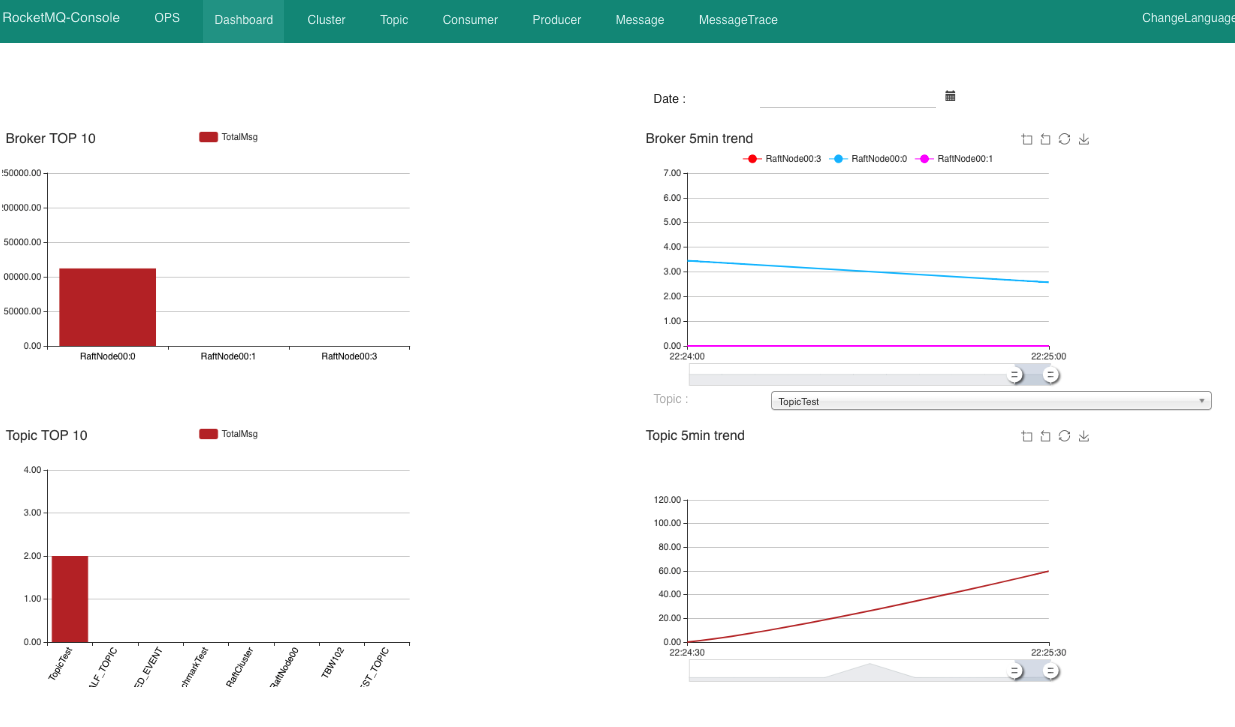 RocketMQ-Console OPS Dashboard Cluster Topic Consumer Producer Message MessageTrace ChangeLanguage
Date :
Broker TOP 10
TotalMsg
50000.00
00000.00
50000.00
00000.00
50000.00
0.00
RaftNode00:0 RaftNode00:1 RaftNode00:3
Broker 5min trend
RaftNode00:3 RaftNode00:0 RaftNode00:1
7.00
6.00
5.00
4.00
3.00
2.00
1.00
0.00
22:24:00 22:25:00
Topic : TopicTest
Topic TOP 10
TotalMsg
4.00
3.00
2.00
1.00
0.00
TopicTest
ALF_TOPIC
ED_EVENT
chmarkTest
RaftCluster
RaftNode00
TBW102
ST_TOPIC
Topic 5min trend
120.00
100.00
80.00
60.00
40.00
20.00
0.00
22:24:30 22:25:30